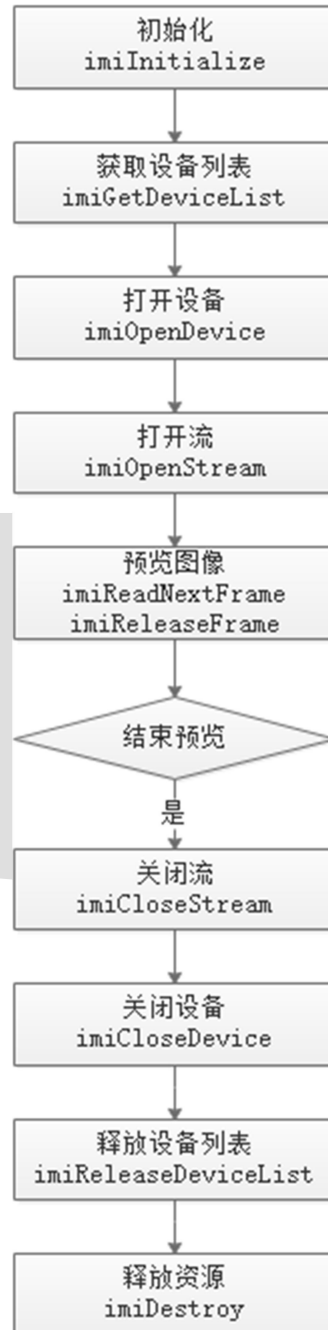 初始化
imiInitialize
获取设备列表
imiGetDeviceList
打开设备
imiOpenDevice
打开流
imiOpenStream
预览图像
imiReadNextFrame
imiReleaseFrame
结束预览
是
关闭流
imiCloseStream
关闭设备
imiCloseDevice
释放设备列表
imiReleaseDeviceList
释放资源
imiDestroy